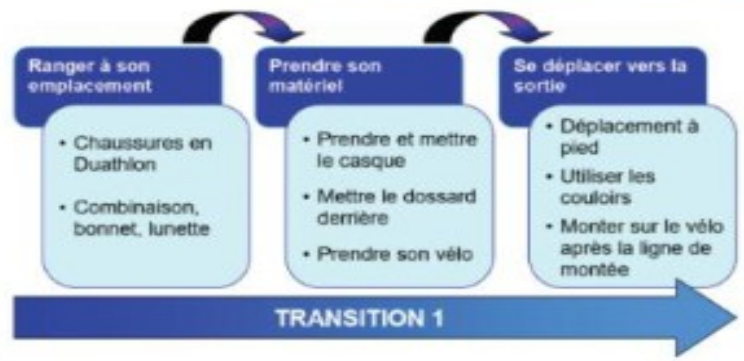 Ranger à son
emplacement
• Chaussures en
Duathlon
• Combinaison,
bonnet, lunette
Prendre son
matériel
• Prendre et mettre
le casque
• Mettre le dossard
derrière
• Prendre son vélo
Se déplacer vers la
sortie
• Déplacement à
pied
• Utiliser les
couloirs
• Monter sur le vélo
après la ligne de
montée
TRANSITION 1